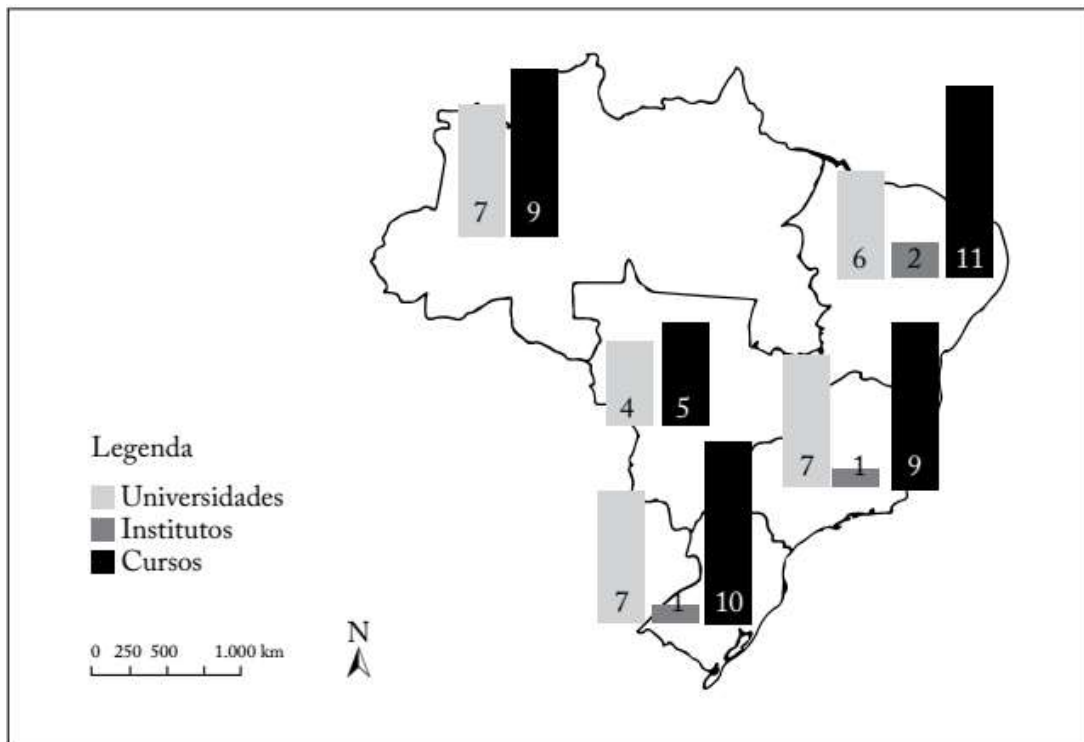 7 9
6 2 11
4 5
7 1 9
7 1 10
Legenda
Universidades
Institutos
Cursos
N
0 250 500 1.000 km